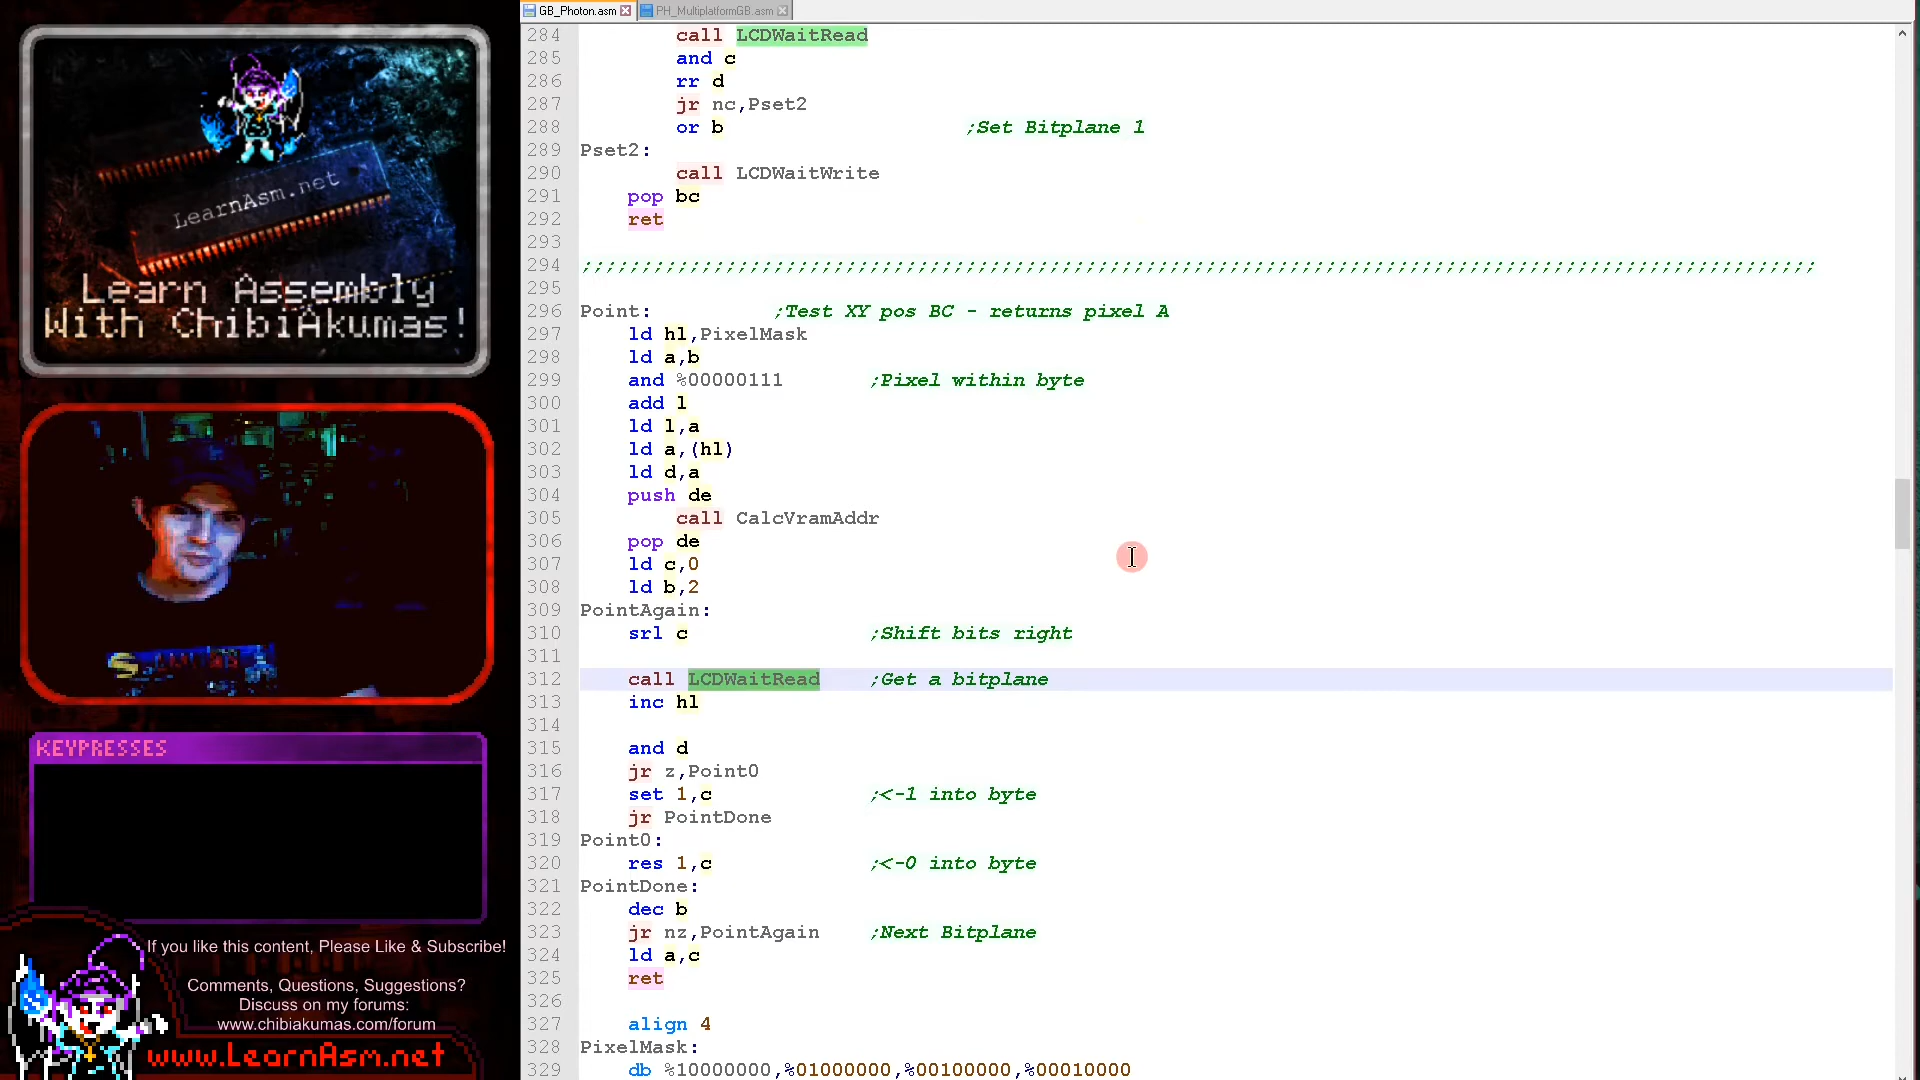 GB_Photon.asm
PH_MultiplatformGB.asm
LearnAsm.net
Learn Assembly
With ChibiAkumas!
KEYPRESSES
If you like this content, Please Like & Subscribe!
Comments, Questions, Suggestions?
Discuss on my forums:
www.chibiakumas.com/forum
www.LearnAsm.net
284 call LCDWaitRead
285 and c
286 rr d
287 jr nc,Pset2
288 or b ;Set Bitplane 1
289 Pset2:
290 call LCDWaitWrite
291 pop bc
292 ret
293
294 ;;;;;;;;;;;;;;;;;;;;;;;;;;;;;;;;;;;;;;;;;;;;;;;;;;;;;;;;;;;;;;;;;;;;;;;;;;;;;;;;;;;;;;;;;;;;;;;;;;;;;;;
295
296 Point: ;Test XY pos BC - returns pixel A
297 ld hl,PixelMask
298 ld a,b
299 and %00000111 ;Pixel within byte
300 add l
301 ld l,a
302 ld a,(hl)
303 ld d,a
304 push de
305 call CalcVramAddr
306 pop de
307 ld c,0
308 ld b,2
309 PointAgain:
310 srl c ;Shift bits right
311
312 call LCDWaitRead ;Get a bitplane
313 inc hl
314
315 and d
316 jr z,Point0
317 set 1,c ;<-1 into byte
318 jr PointDone
319 Point0:
320 res 1,c ;<-0 into byte
321 PointDone:
322 dec b
323 jr nz,PointAgain ;Next Bitplane
324 ld a,c
325 ret
326
327 align 4
328 PixelMask:
329 db %10000000,%01000000,%00100000,%00010000